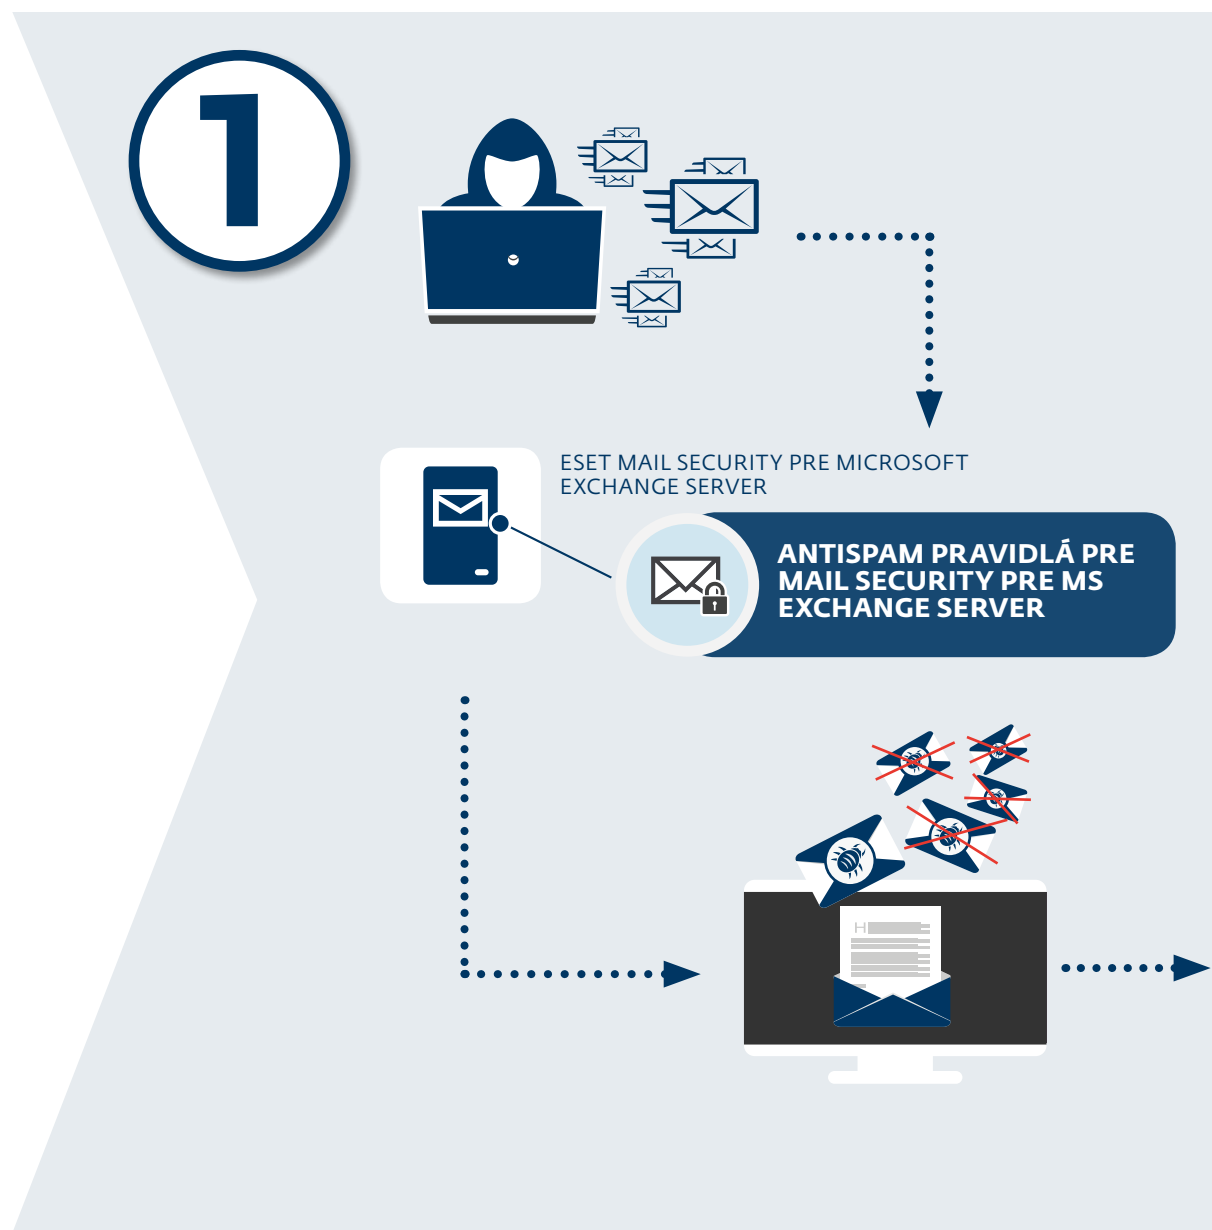 1
ESET MAIL SECURITY PRE MICROSOFT
EXCHANGE SERVER
ANTISPAM PRAVIDLÁ PRE
MAIL SECURITY PRE MS
EXCHANGE SERVER
H